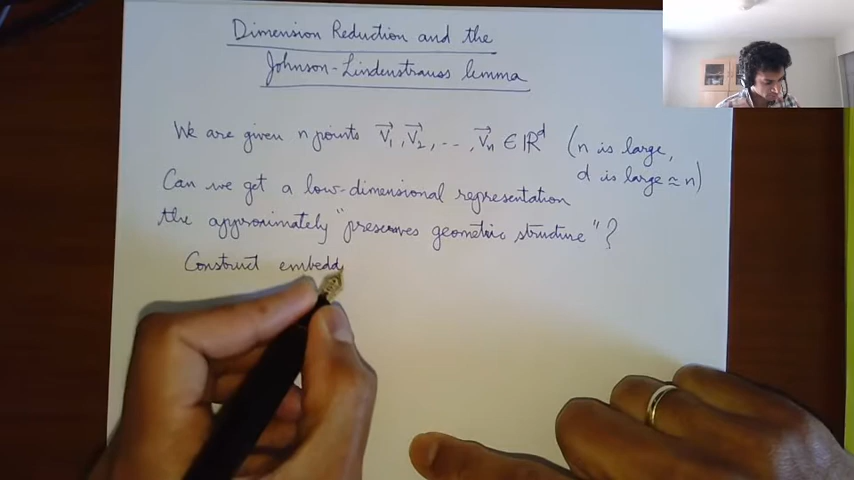 Dimension Reduction and the
Johnson-Lindenstrauss lemma
We are given n points v⃗₁, v⃗₂, ..., v⃗ₙ ∈ ℝᵈ (n is large,
d is large ≃ n)
Can we get a low-dimensional representation
the approximately "preserves geometric structure"?
Construct embedd